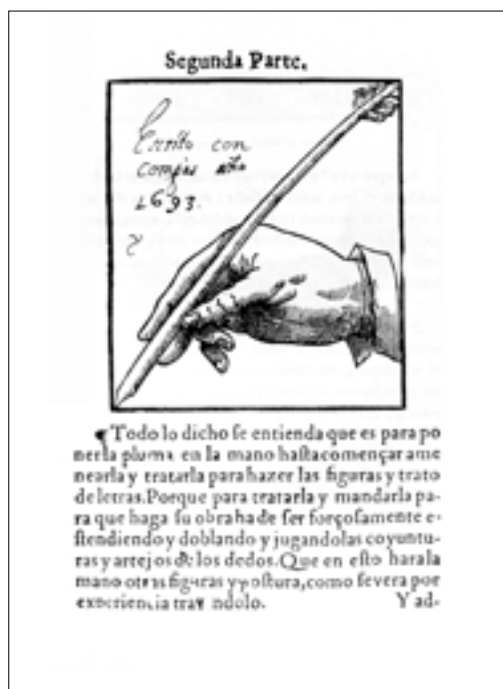 Segunda Parte.
Escrito con
compas año
1693.
¶Todo lo dicho se entienda que es para po
nerla pluma en la mano hasta començar ame
nearla y tratarla para hazer las figuras y trato
de letras. Porque para tratarla y mandarla pa-
ra que haga su obra ha de ser forçosamente e-
stendiendo y doblando y jugandolas coyuntu-
ras y artejos de los dedos. Que en esto harala
mano otras figuras y postura, como severa por
experiencia
Y ad-